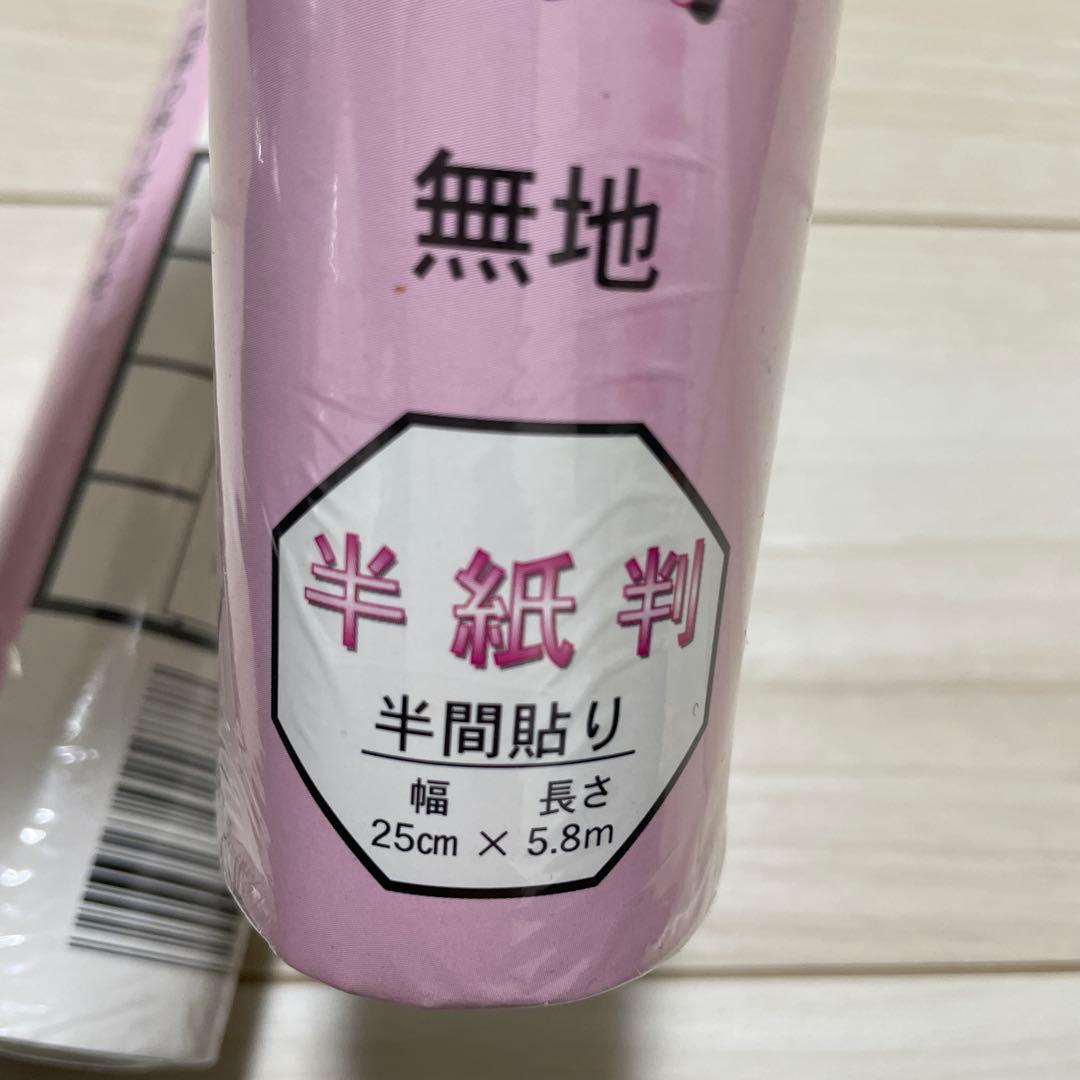 無地
半紙判
半間貼り
幅 長さ
25cm × 5.8m